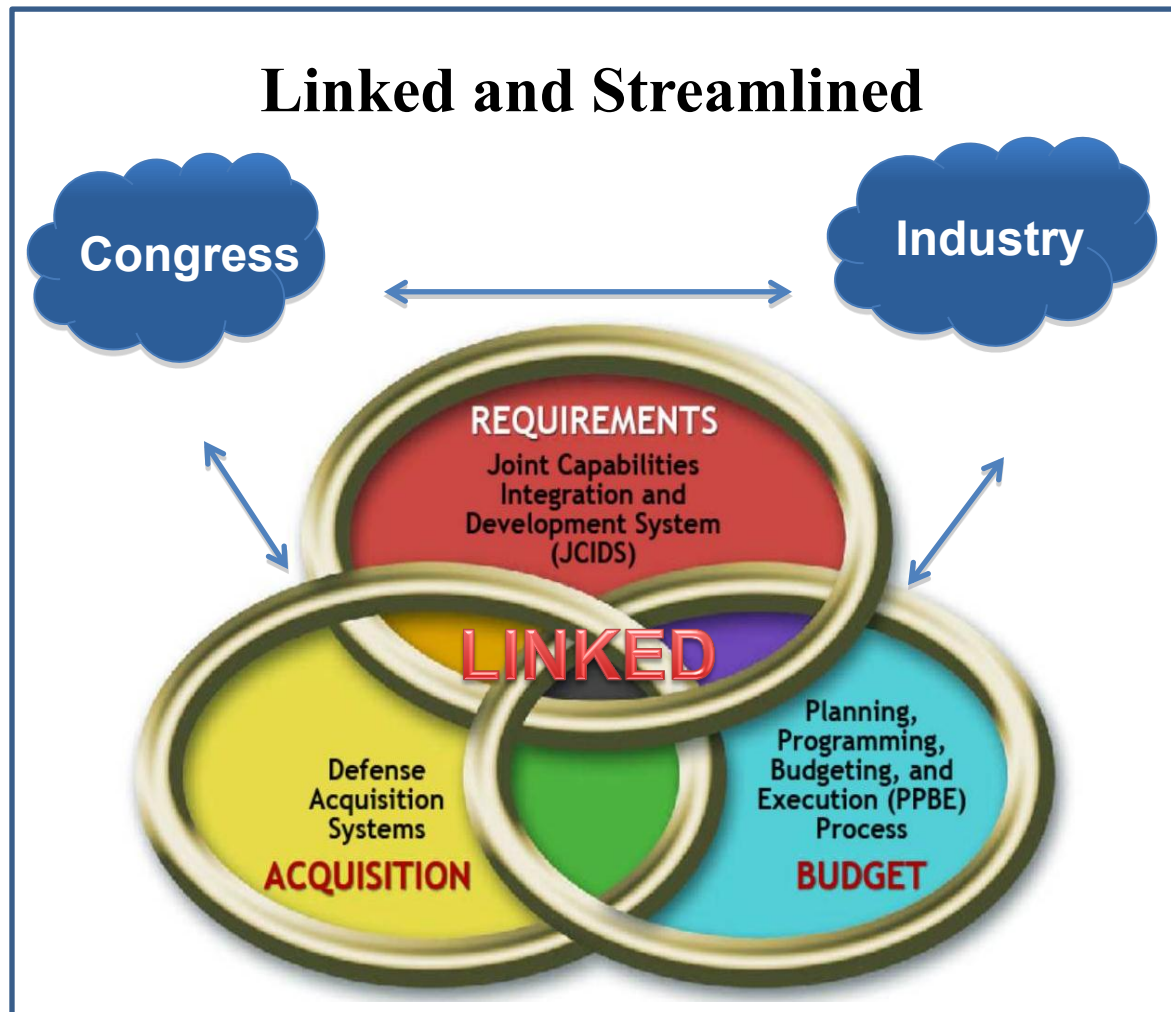 Linked and Streamlined
Congress
Industry
REQUIREMENTS
Joint Capabilities
Integration and
Development System
(JCIDS)
LINKED
Defense
Acquisition
Systems
ACQUISITION
Planning,
Programming,
Budgeting, and
Execution (PPBE)
Process
BUDGET